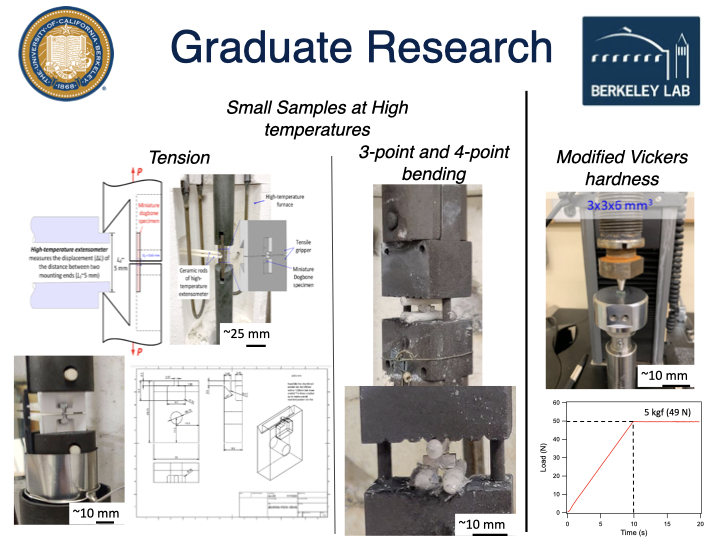 Graduate Research
THE·UNIVERSITY·OF·CALIFORNIA·BERKELEY
·1868·
BERKELEY LAB
Small Samples at High
temperatures
Tension
3-point and 4-point
bending
Modified Vickers
hardness
P
Miniature
dogbone
specimen
High-temperature extensometer
measures the displacement (ΔL) of
the distance between two
mounting ends (L₀~5 mm)
L₀~
5 mm
P
High-temperature
furnace
Tensile
gripper
Miniature
Dogbone
specimen
Ceramic rods
of high-
temperature
extensometer
~25 mm
~10 mm
~10 mm
3x3x6 mm³
~10 mm
5 kgf (49 N)
60
50
40
30
20
10
0
Load (N)
0 5 10 15 20
Time (s)